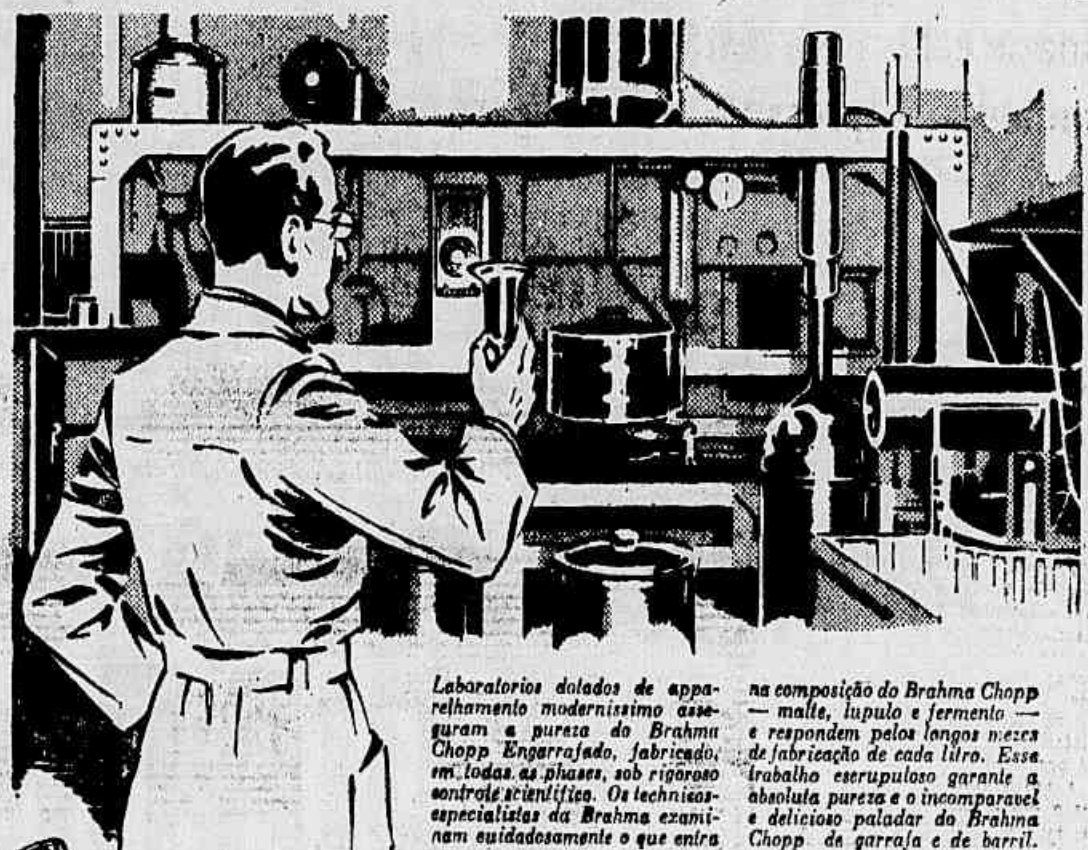 Laboratorios dotados de appa-
relhamento modernissimo asse-
guram a pureza do Brahma
Chopp Engarrafado, fabricado,
em todas as phases, sob rigoroso
controle scientifico. Os technicos-
especialistas da Brahma exami-
nam cuidadosamente o que entra
na composição do Brahma Chopp
— malte, lupulo e fermento —
e respondem pelos longos mezes
de fabricação de cada litro. Esse
trabalho escrupuloso garante a
absoluta pureza e o incomparavel
e delicioso paladar do Brahma
Chopp de garrafa e de barril.